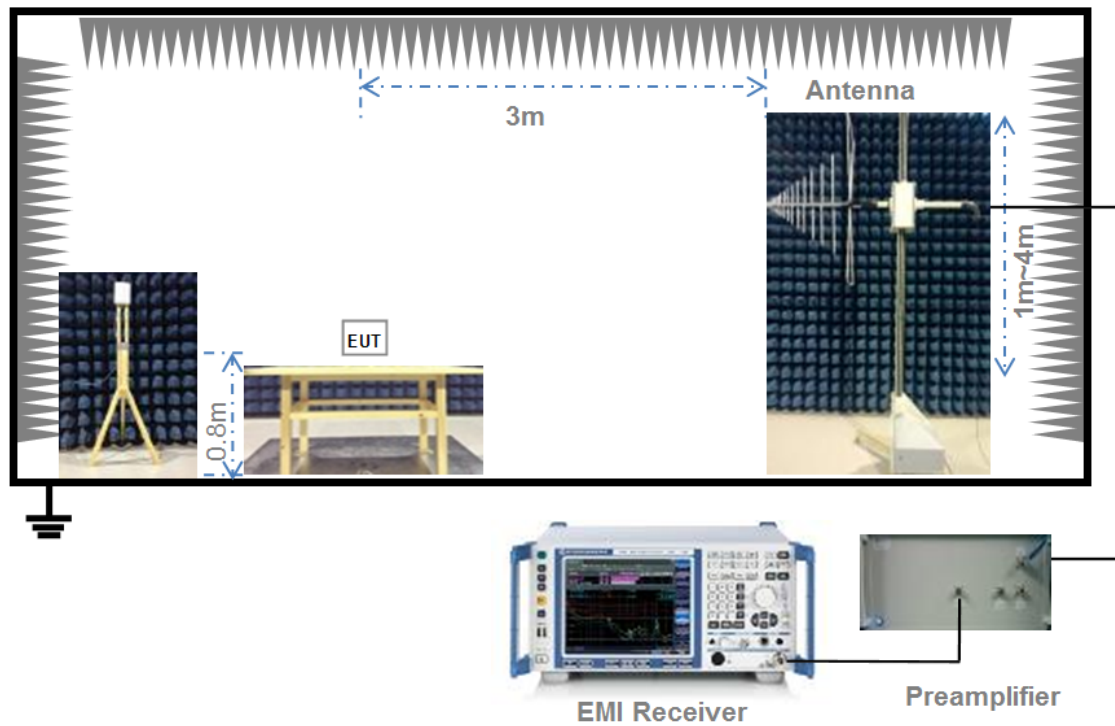 Antenna
3m
1m~4m
EUT
0.8m
EMI Receiver
Preamplifier